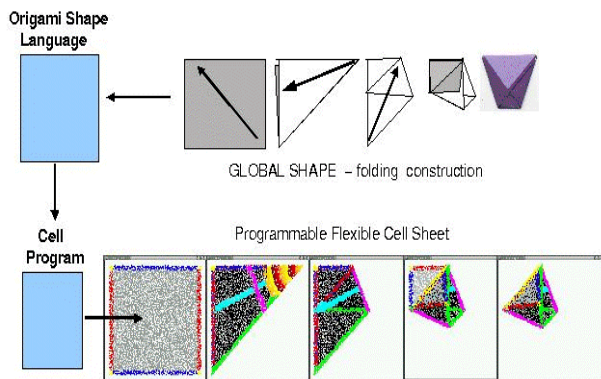 Origami Shape
Language
GLOBAL SHAPE – folding construction
Cell
Program
Programmable Flexible Cell Sheet